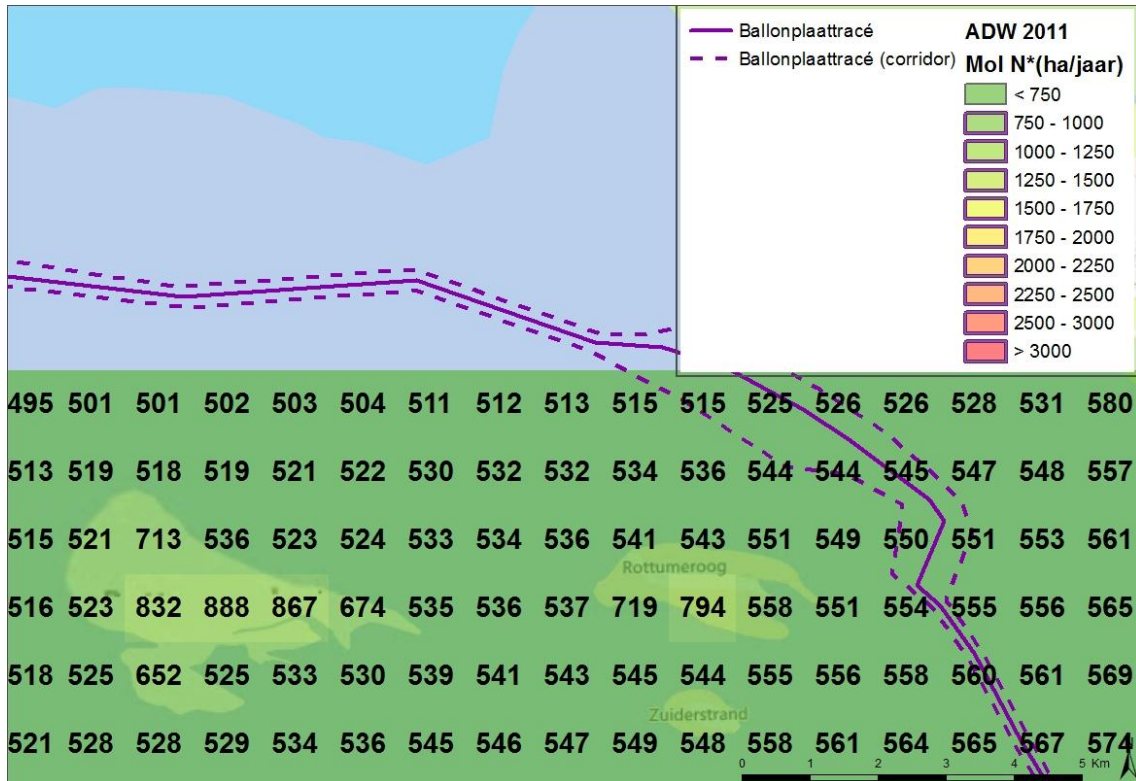 Ballonplaattracé
Ballonplaattracé (corridor)
ADW 2011
Mol N*(ha/jaar)
< 750
750 - 1000
1000 - 1250
1250 - 1500
1500 - 1750
1750 - 2000
2000 - 2250
2250 - 2500
2500 - 3000
> 3000
495 501 501 502 503 504 511 512 513 515 515 525 526 526 528 531 580
513 519 518 519 521 522 530 532 532 534 536 544 544 545 547 548 557
515 521 713 536 523 524 533 534 536 541 543 551 549 550 551 553 561
Rottumeroog
516 523 832 888 867 674 535 536 537 719 794 558 551 554 555 556 565
518 525 652 525 533 530 539 541 543 545 544 555 556 558 560 561 569
Zuiderstrand
521 528 528 529 534 536 545 546 547 549 548 558 561 564 565 567 574
0 1 2 3 4 5 Km